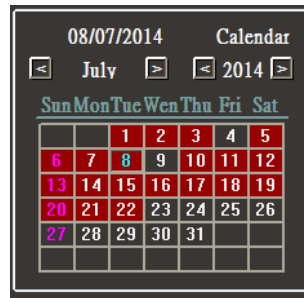 08/07/2014 Calendar
< July > < 2014 >
Sun Mon Tue Wen Thu Fri Sat
1 2 3 4 5
6 7 8 9 10 11 12
13 14 15 16 17 18 19
20 21 22 23 24 25 26
27 28 29 30 31